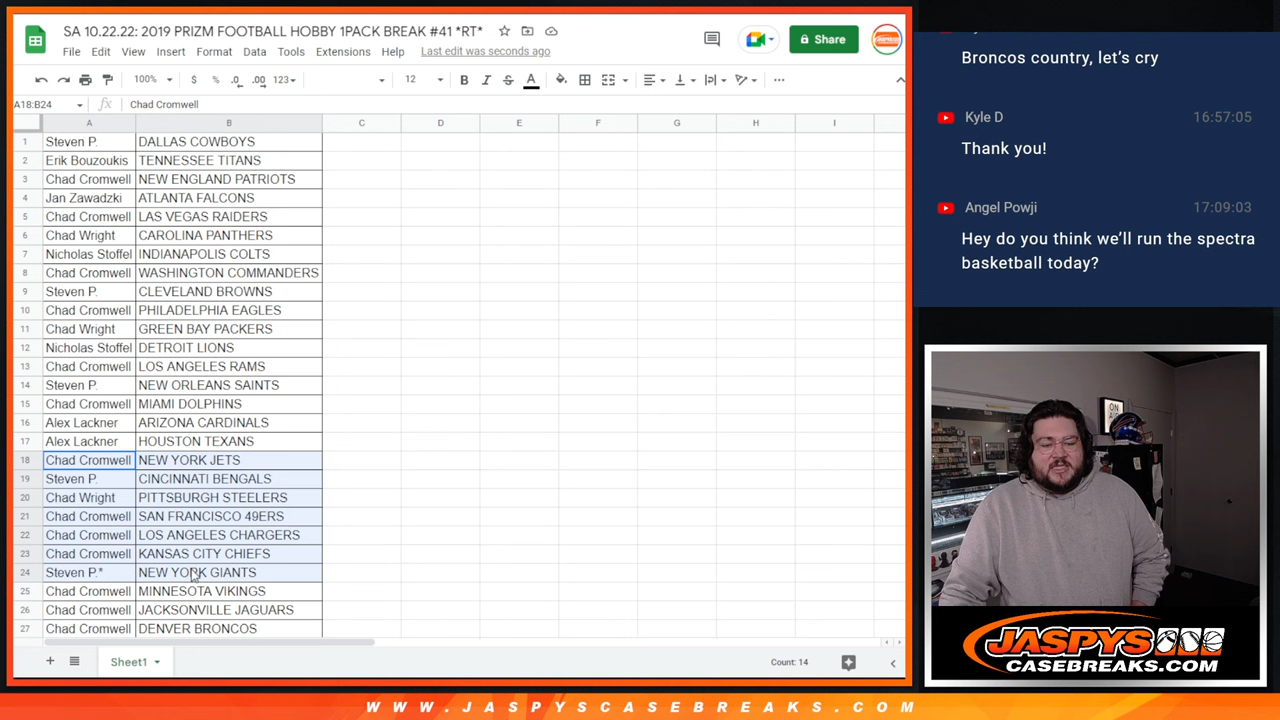 SA 10.22.22: 2019 PRIZM FOOTBALL HOBBY 1PACK BREAK #41 *RT*
File Edit View Insert Format Data Tools Extensions Help Last edit was seconds ago
Share
100% $ % .0 .00 123 12 B I S A
A18:B24 fx Chad Cromwell
A B C D E F G H I
1 Steven P. DALLAS COWBOYS
2 Erik Bouzoukis TENNESSEE TITANS
3 Chad Cromwell NEW ENGLAND PATRIOTS
4 Jan Zawadzki ATLANTA FALCONS
5 Chad Cromwell LAS VEGAS RAIDERS
6 Chad Wright CAROLINA PANTHERS
7 Nicholas Stoffel INDIANAPOLIS COLTS
8 Chad Cromwell WASHINGTON COMMANDERS
9 Steven P. CLEVELAND BROWNS
10 Chad Cromwell PHILADELPHIA EAGLES
11 Chad Wright GREEN BAY PACKERS
12 Nicholas Stoffel DETROIT LIONS
13 Chad Cromwell LOS ANGELES RAMS
14 Steven P. NEW ORLEANS SAINTS
15 Chad Cromwell MIAMI DOLPHINS
16 Alex Lackner ARIZONA CARDINALS
17 Alex Lackner HOUSTON TEXANS
18 Chad Cromwell NEW YORK JETS
19 Steven P. CINCINNATI BENGALS
20 Chad Wright PITTSBURGH STEELERS
21 Chad Cromwell SAN FRANCISCO 49ERS
22 Chad Cromwell LOS ANGELES CHARGERS
23 Chad Cromwell KANSAS CITY CHIEFS
24 Steven P.* NEW YORK GIANTS
25 Chad Cromwell MINNESOTA VIKINGS
26 Chad Cromwell JACKSONVILLE JAGUARS
27 Chad Cromwell DENVER BRONCOS
Sheet1
Count: 14
Broncos country, let's cry
Kyle D 16:57:05
Thank you!
Angel Powji 17:09:03
Hey do you think we'll run the spectra
basketball today?
ON
JASPYS
CASEBREAKS.COM
WWW.JASPYSCASEBREAKS.COM